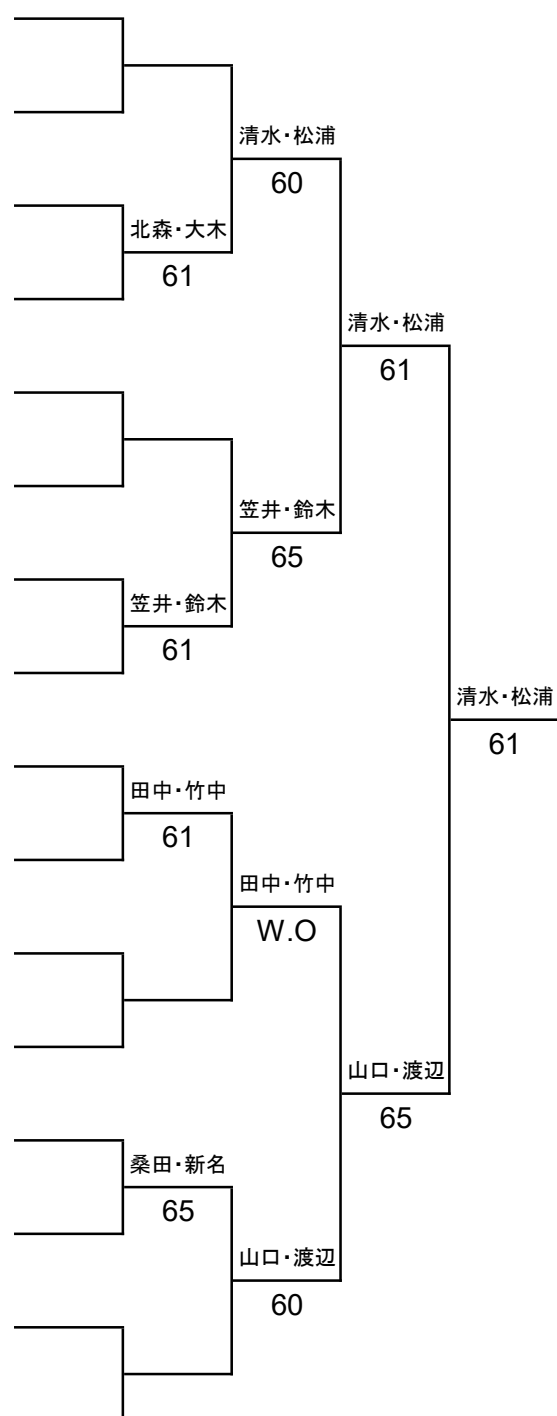 清水・松浦
60
北森・大木
61
清水・松浦
61
笠井・鈴木
65
笠井・鈴木
61
清水・松浦
61
田中・竹中
61
田中・竹中
W.O
山口・渡辺
65
桑田・新名
65
山口・渡辺
60